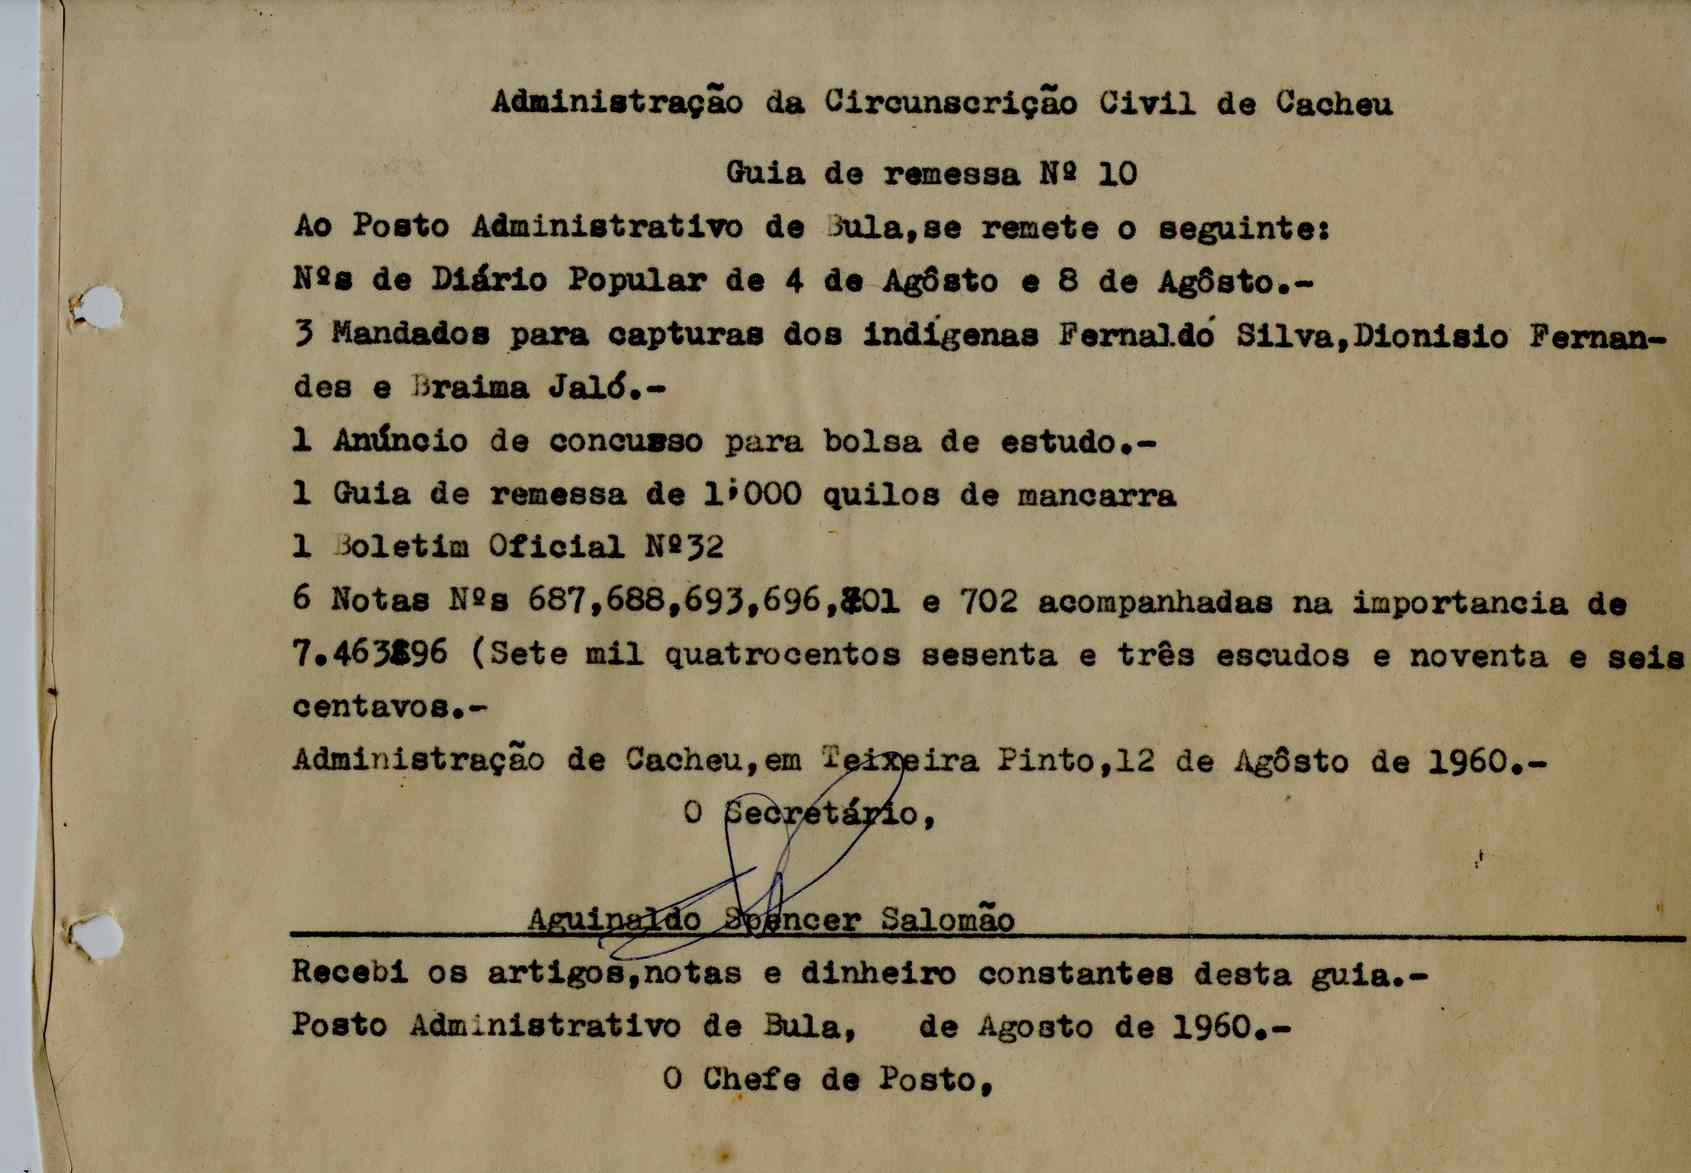 Administração da Circunscrição Civil de Cacheu
Guia de remessa Nº 10
Ao Posto Administrativo de Bula,se remete o seguinte:
Nºs de Diário Popular de 4 de Agôsto e 8 de Agôsto.-
3 Mandados para capturas dos indígenas Fernaldó Silva,Dionisio Fernan-
des e Braima Jaló.-
1 Anúncio de concusso para bolsa de estudo.-
1 Guia de remessa de 1;000 quilos de mancarra
1 Boletim Oficial Nº32
6 Notas Nºs 687,688,693,696,701 e 702 acompanhadas na importancia de
7.463$96 (Sete mil quatrocentos sesenta e três escudos e noventa e seis
centavos.-
Administração de Cacheu,em Teixeira Pinto,12 de Agôsto de 1960.-
O Secretário,
Aguinaldo Spencer Salomão
Recebi os artigos,notas e dinheiro constantes desta guia.-
Posto Administrativo de Bula, de Agosto de 1960.-
O Chefe de Posto,